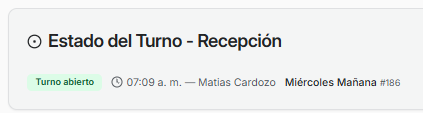 Estado del Turno - Recepción
Turno abierto 07:09 a. m. — Matias Cardozo Miércoles Mañana #186